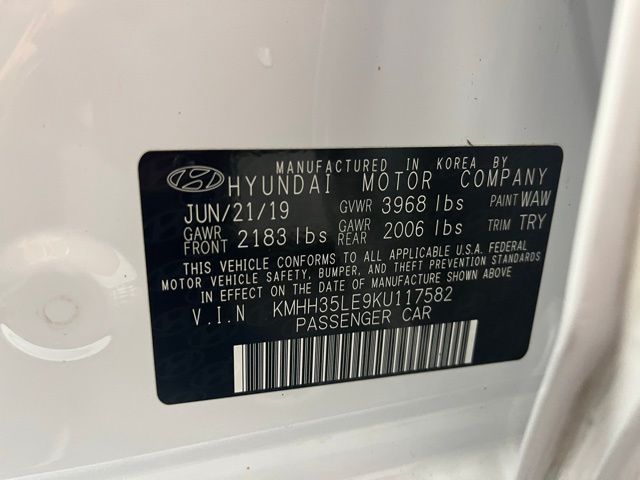 MANUFACTURED IN KOREA BY
HYUNDAI MOTOR COMPANY
JUN/21/19 GVWR 3968 lbs PAINT WAW
GAWR FRONT 2183 lbs GAWR REAR 2006 lbs TRIM TRY
THIS VEHICLE CONFORMS TO ALL APPLICABLE U.S.A. FEDERAL
MOTOR VEHICLE SAFETY, BUMPER, AND THEFT PREVENTION STANDARDS
IN EFFECT ON THE DATE OF MANUFACTURE SHOWN ABOVE
V.I.N KMHH35LE9KU117582
PASSENGER CAR